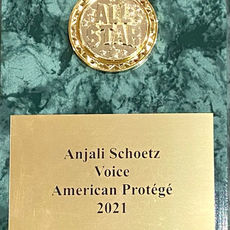 ALL
STAR
Anjali Schoetz
Voice
American Protégé
2021